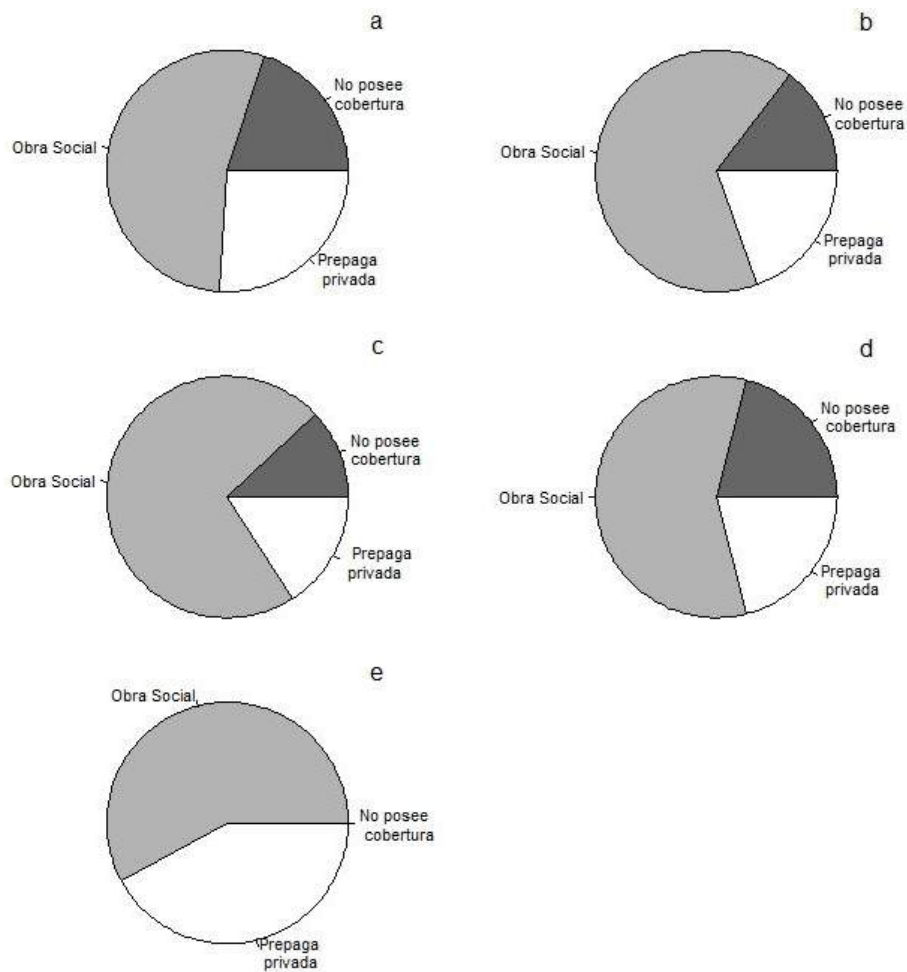 a
No posee
cobertura
Obra Social
Prepaga
privada
b
No posee
cobertura
Obra Social
Prepaga
privada
c
No posee
cobertura
Obra Social
Prepaga
privada
d
No posee
cobertura
Obra Social
Prepaga
privada
e
Obra Social
No posee
cobertura
Prepaga
privada